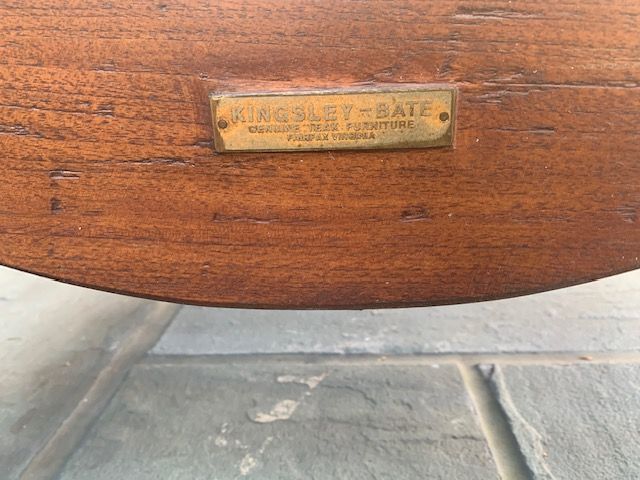 KINGSLEY-BATE
GENUINE TEAK FURNITURE
FAIRFAX VIRGINIA